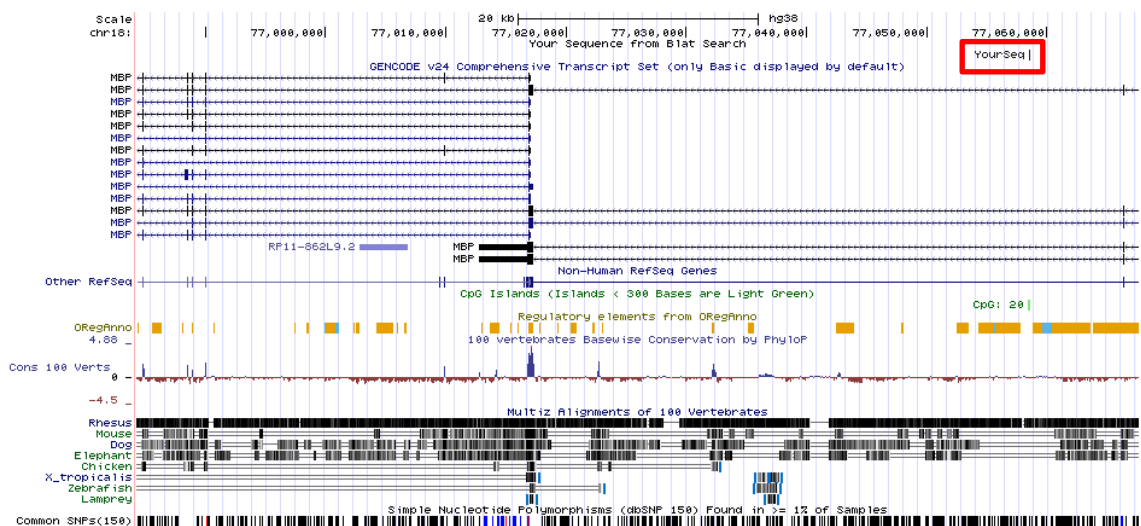 Scale 20 kb hg38
chr18: 77,000,000 77,010,000 77,020,000 77,030,000 77,040,000 77,050,000 77,060,000
Your Sequence from Blat Search
YourSeq
GENCODE v24 Comprehensive Transcript Set (only Basic displayed by default)
MBP
MBP
MBP
MBP
MBP
MBP
MBP
MBP
MBP
MBP
MBP
MBP
MBP
MBP
RP11-862L9.2 MBP
MBP
Non-Human RefSeq Genes
Other RefSeq
CpG Islands (Islands < 300 Bases are Light Green)
CpG: 20
Regulatory elements from ORegAnno
ORegAnno
100 vertebrates Basewise Conservation by PhyloP
4.88 _
Cons 100 Verts
0 -
-4.5 _
Multiz Alignments of 100 Vertebrates
Rhesus
Mouse
Dog
Elephant
Chicken
X_tropicalis
Zebrafish
Lamprey
Simple Nucleotide Polymorphisms (dbSNP 150) Found in >= 1% of Samples
Common SNPs(150)